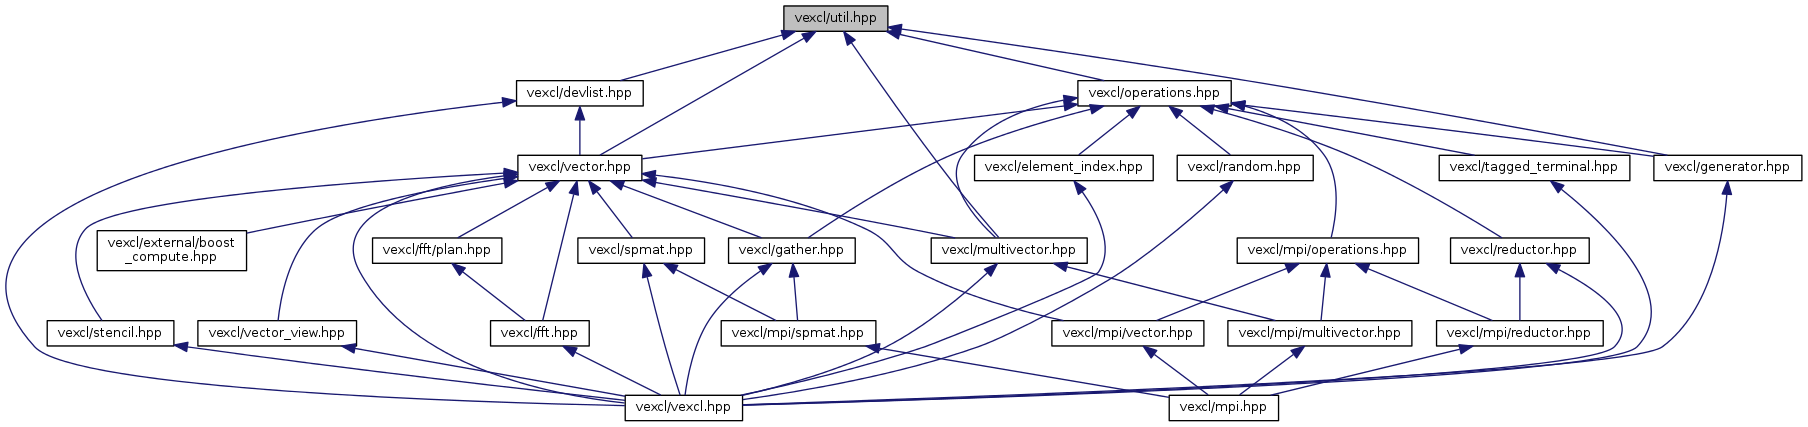 vexcl/util.hpp
vexcl/devlist.hpp
vexcl/operations.hpp
vexcl/vector.hpp
vexcl/element_index.hpp
vexcl/random.hpp
vexcl/tagged_terminal.hpp
vexcl/generator.hpp
vexcl/external/boost
_compute.hpp
vexcl/fft/plan.hpp
vexcl/spmat.hpp
vexcl/gather.hpp
vexcl/multivector.hpp
vexcl/mpi/operations.hpp
vexcl/reductor.hpp
vexcl/stencil.hpp
vexcl/vector_view.hpp
vexcl/fft.hpp
vexcl/mpi/spmat.hpp
vexcl/mpi/vector.hpp
vexcl/mpi/multivector.hpp
vexcl/mpi/reductor.hpp
vexcl/vexcl.hpp
vexcl/mpi.hpp